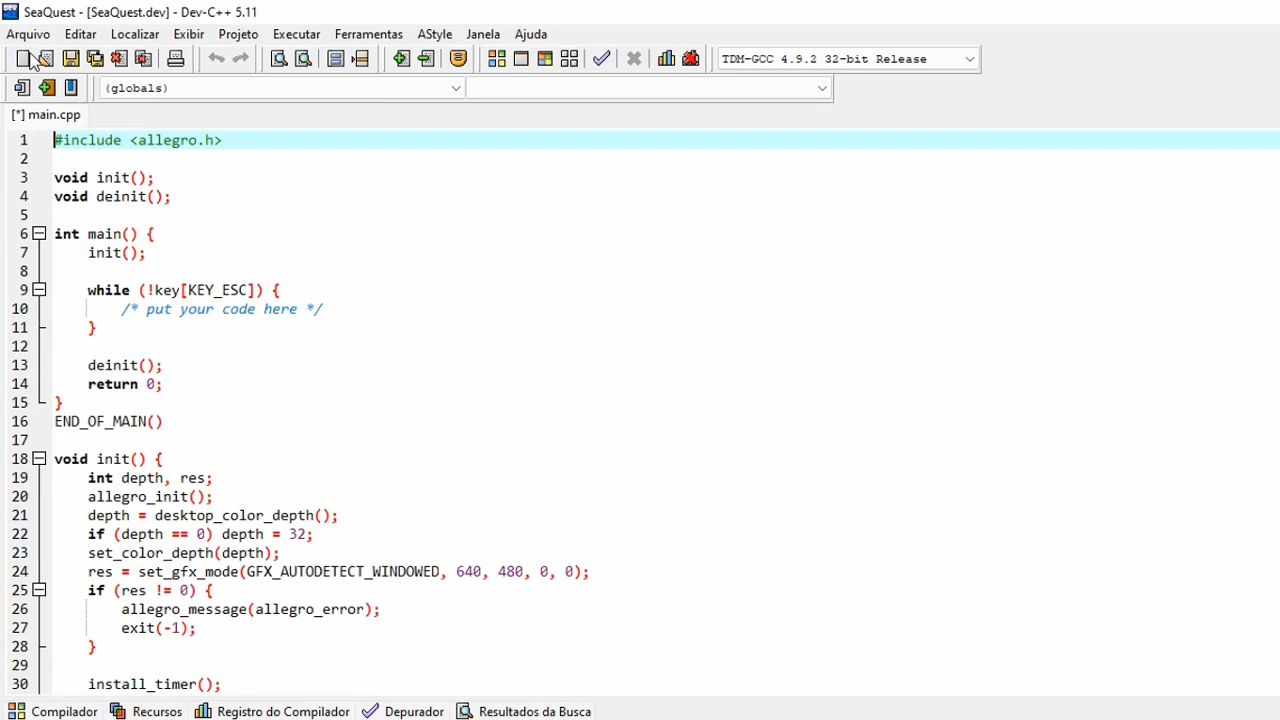 SeaQuest - [SeaQuest.dev] - Dev-C++ 5.11
Arquivo Editar Localizar Exibir Projeto Executar Ferramentas AStyle Janela Ajuda
TDM-GCC 4.9.2 32-bit Release
(globals)
[*] main.cpp
1 #include <allegro.h>
2
3 void init();
4 void deinit();
5
6 int main() {
7 init();
8
9 while (!key[KEY_ESC]) {
10 /* put your code here */
11 }
12
13 deinit();
14 return 0;
15 }
16 END_OF_MAIN()
17
18 void init() {
19 int depth, res;
20 allegro_init();
21 depth = desktop_color_depth();
22 if (depth == 0) depth = 32;
23 set_color_depth(depth);
24 res = set_gfx_mode(GFX_AUTODETECT_WINDOWED, 640, 480, 0, 0);
25 if (res != 0) {
26 allegro_message(allegro_error);
27 exit(-1);
28 }
29
30 install_timer();
Compilador Recursos Registro do Compilador Depurador Resultados da Busca